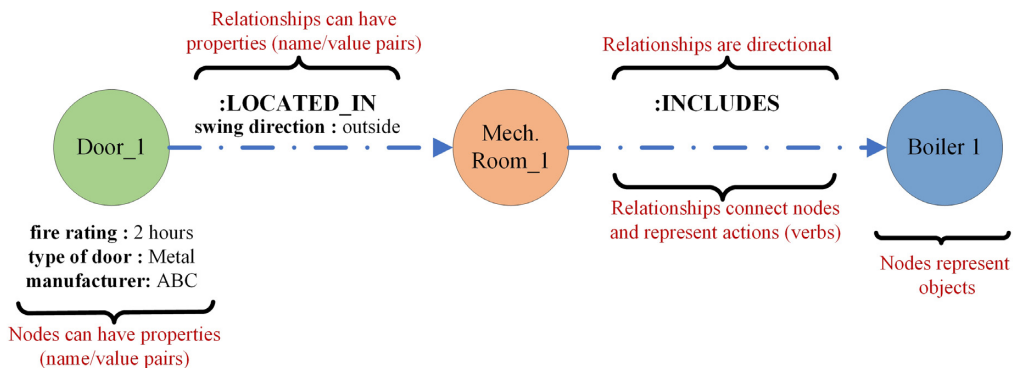 Relationships can have
properties (name/value pairs)
Relationships are directional
:LOCATED_IN
swing direction : outside
:INCLUDES
Door_1
Mech.
Room_1
Boiler 1
Relationships connect nodes
and represent actions (verbs)
fire rating : 2 hours
type of door : Metal
manufacturer: ABC
Nodes represent
objects
Nodes can have properties
(name/value pairs)